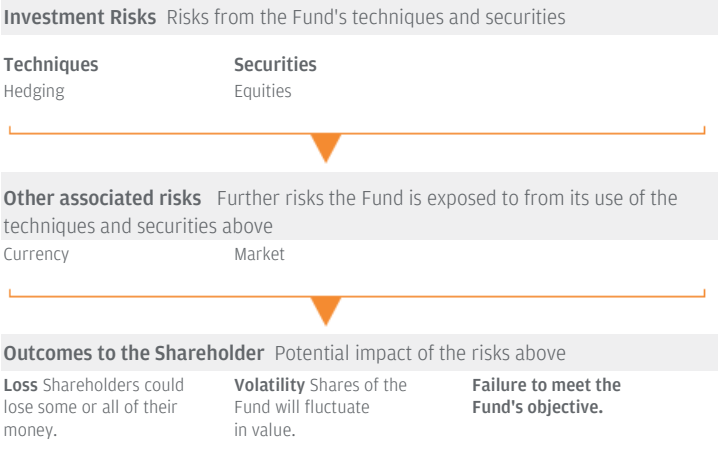 Investment Risks Risks from the Fund's techniques and securities
Techniques Securities
Hedging Equities
Other associated risks Further risks the Fund is exposed to from its use of the
techniques and securities above
Currency Market
Outcomes to the Shareholder Potential impact of the risks above
Loss Shareholders could
lose some or all of their
money.
Volatility Shares of the
Fund will fluctuate
in value.
Failure to meet the
Fund's objective.